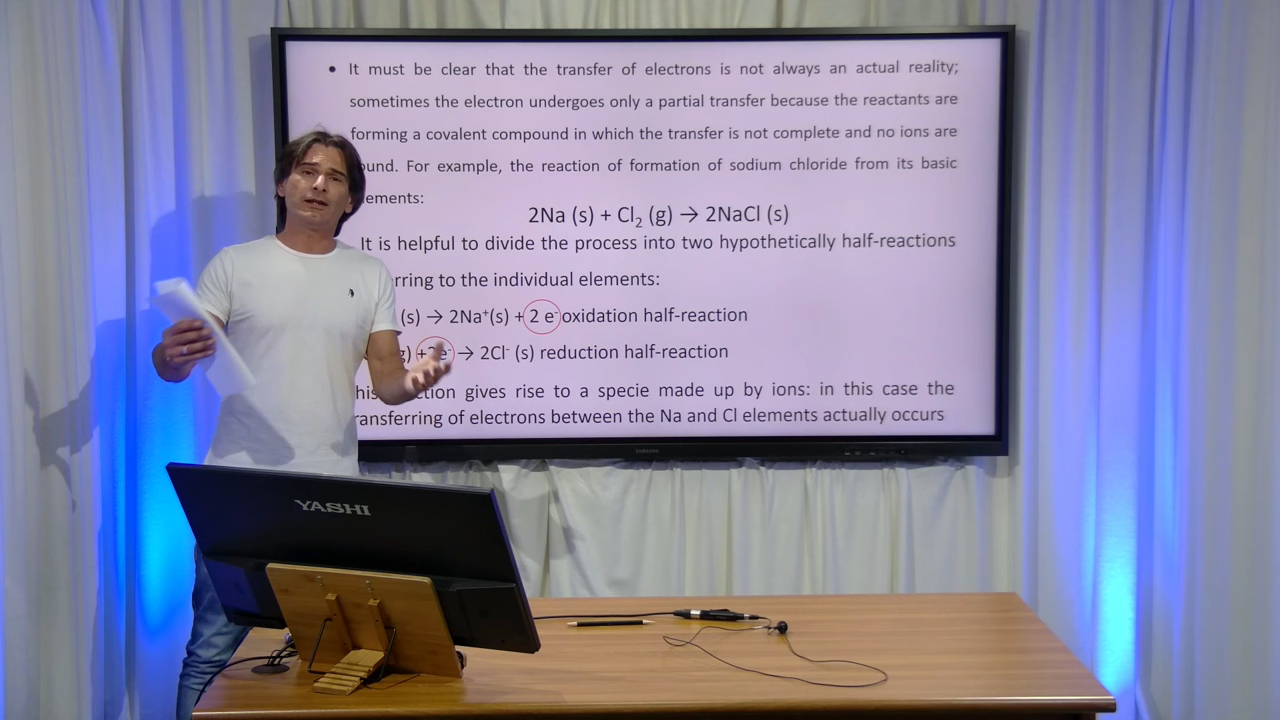 • It must be clear that the transfer of electrons is not always an actual reality;
sometimes the electron undergoes only a partial transfer because the reactants are
forming a covalent compound in which the transfer is not complete and no ions are
For example, the reaction of formation of sodium chloride from its basic
2Na (s) + Cl₂ (g) → 2NaCl (s)
It is helpful to divide the process into two hypothetically half-reactions
to the individual elements:
(s) → 2Na⁺(s) + 2 e⁻ oxidation half-reaction
→ 2Cl⁻ (s) reduction half-reaction
gives rise to a specie made up by ions: in this case the
of electrons between the Na and Cl elements actually occurs
SAMSUNG
YASHI